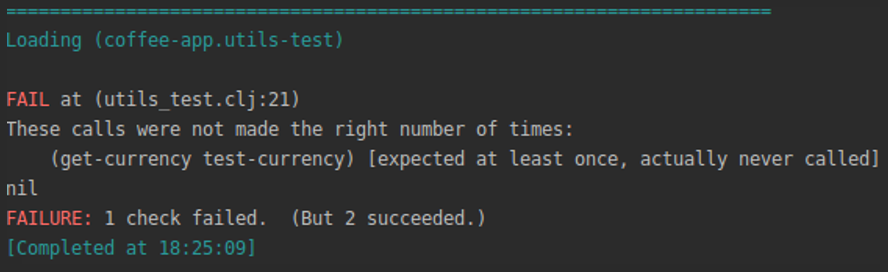 ======================================================================
Loading (coffee-app.utils-test)
FAIL at (utils_test.clj:21)
These calls were not made the right number of times:
    (get-currency test-currency) [expected at least once, actually never called]
nil
FAILURE: 1 check failed.  (But 2 succeeded.)
[Completed at 18:25:09]